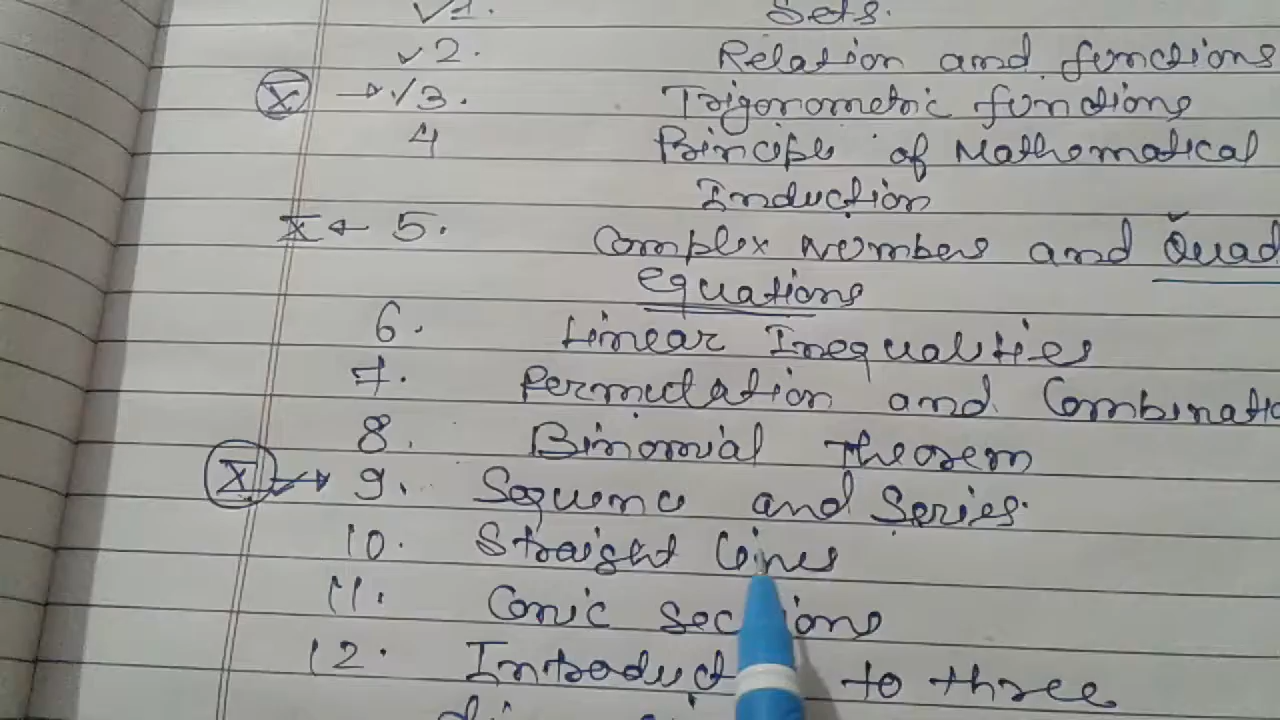 √1. Sets.
√2. Relation and functions
X → √3. Trigonometric functions
4 Principle of Mathematical
Induction
X ← 5. Complex Numbers and Quad
equations
6. Linear Inequalities
7. Permutation and Combinatio
8. Binomial Theorem
X → 9. Sequence and Series.
10. Straight Lines
11. Conic Sections
12. Introduct to three